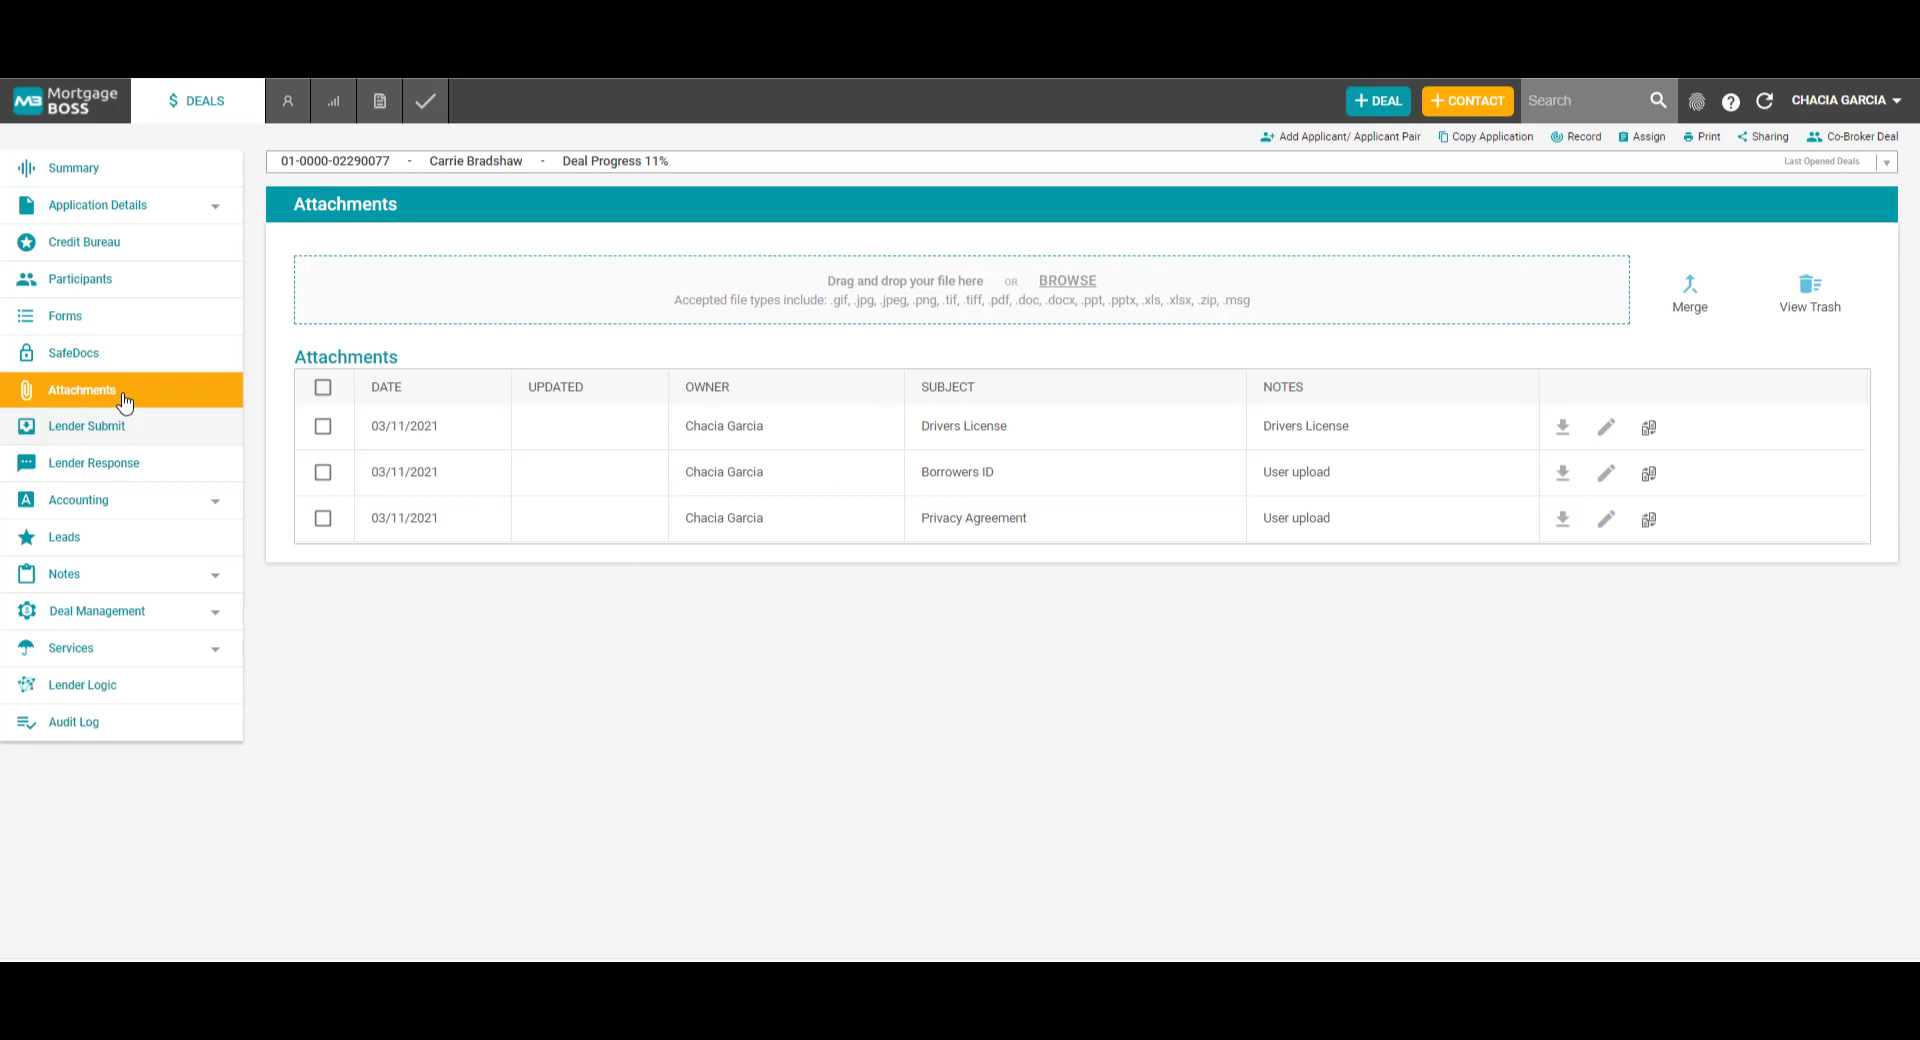 Mortgage
BOSS
$ DEALS
+ DEAL
+ CONTACT
Search
CHACIA GARCIA
Add Applicant/ Applicant Pair
Copy Application
Record
Assign
Print
Sharing
Co-Broker Deal
01-0000-02290077 - Carrie Bradshaw - Deal Progress 11%
Last Opened Deals
Summary
Application Details
Credit Bureau
Participants
Forms
SafeDocs
Attachments
Lender Submit
Lender Response
Accounting
Leads
Notes
Deal Management
Services
Lender Logic
Audit Log
Attachments
Drag and drop your file here OR BROWSE
Accepted file types include: .gif, .jpg, .jpeg, .png, .tif, .tiff, .pdf, .doc, .docx, .ppt, .pptx, .xls, .xlsx, .zip, .msg
Merge
View Trash
Attachments
DATE UPDATED OWNER SUBJECT NOTES
03/11/2021 Chacia Garcia Drivers License Drivers License
03/11/2021 Chacia Garcia Borrowers ID User upload
03/11/2021 Chacia Garcia Privacy Agreement User upload